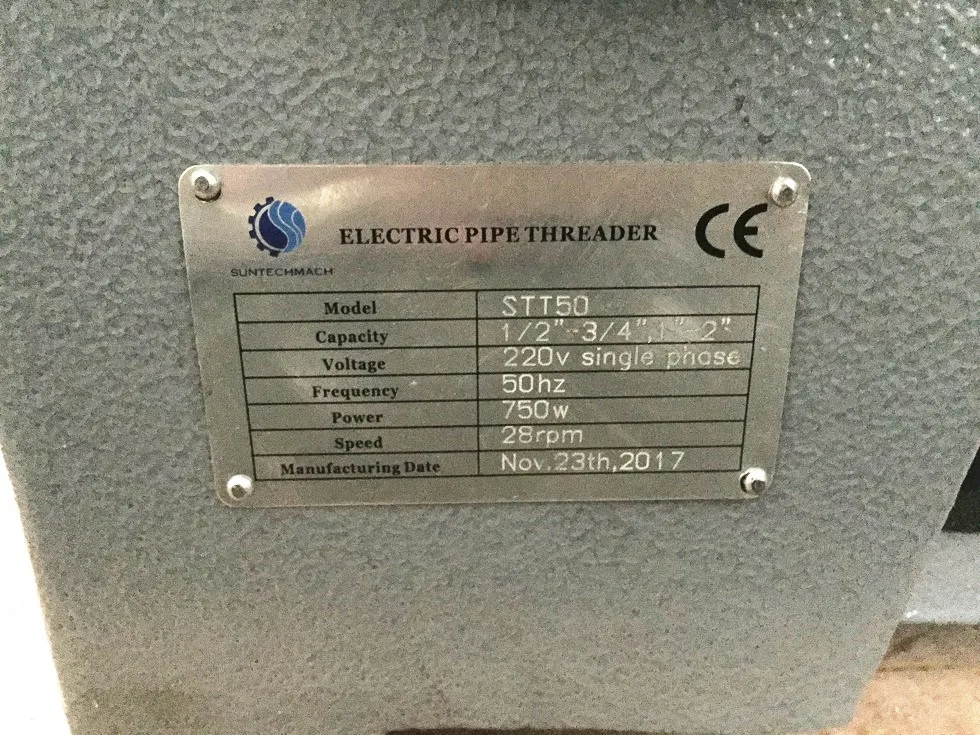 ELECTRIC PIPE THREADER CE
SUNTECHMACH
Model STT50
Capacity 1/2"-3/4",1"-2"
Voltage 220v single phase
Frequency 50hz
Power 750w
Speed 28rpm
Manufacturing Date Nov.23th,2017